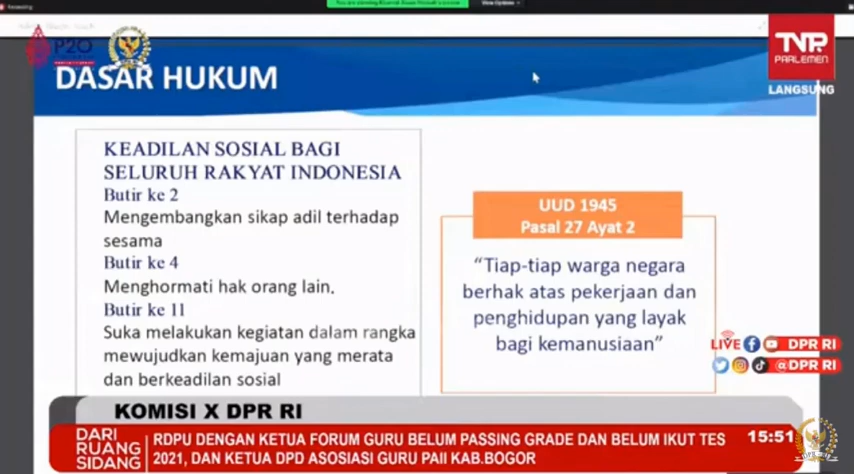 P20
DPR-RI
TVR
PARLEMEN
LANGSUNG
DASAR HUKUM
KEADILAN SOSIAL BAGI
SELURUH RAKYAT INDONESIA
Butir ke 2
Mengembangkan sikap adil terhadap
sesama
Butir ke 4
Menghormati hak orang lain.
Butir ke 11
Suka melakukan kegiatan dalam rangka
mewujudkan kemajuan yang merata
dan berkeadilan sosial
UUD 1945
Pasal 27 Ayat 2
“Tiap-tiap warga negara
berhak atas pekerjaan dan
penghidupan yang layak
bagi kemanusiaan”
LIVE DPR RI
@DPR RI
KOMISI X DPR RI
DARI
RUANG
SIDANG
RDPU DENGAN KETUA FORUM GURU BELUM PASSING GRADE DAN BELUM IKUT TES
2021, DAN KETUA DPD ASOSIASI GURU PAII KAB.BOGOR
15:51